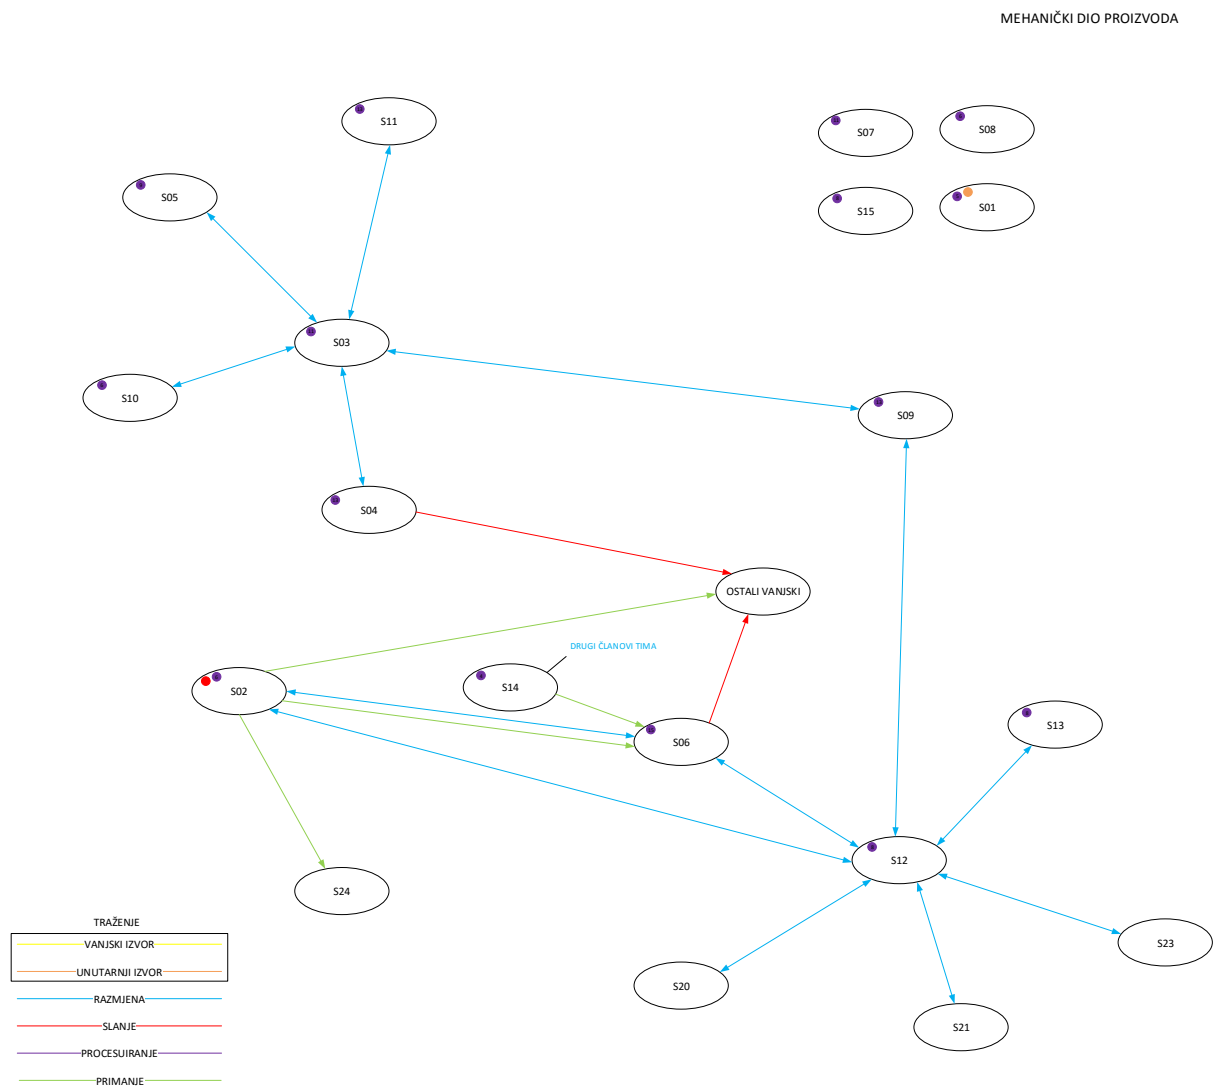 MEHANIČKI DIO PROIZVODA
S11
S07
S08
S05
S15
S01
S03
S10
S09
S04
OSTALI VANJSKI
DRUGI ČLANOVI TIMA
S02
S14
S06
S13
S12
S24
S23
S20
S21
TRAŽENJE
VANJSKI IZVOR
UNUTARNJI IZVOR
RAZMJENA
SLANJE
PROCESUIRANJE
PRIMANJE